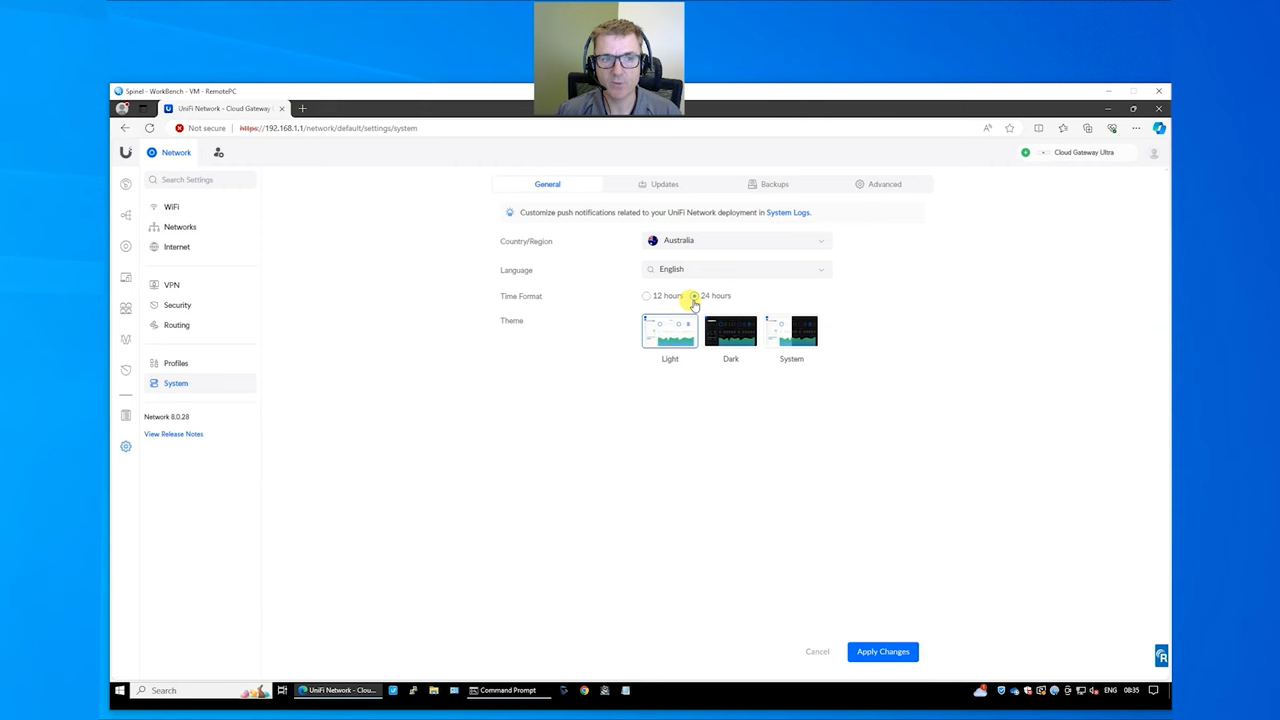 Spinel - WorkBench - VM - RemotePC
UniFi Network - Cloud Gateway
Not secure https://192.168.1.1/network/default/settings/system
Network
Cloud Gateway Ultra
Search Settings
WiFi
Networks
Internet
VPN
Security
Routing
Profiles
System
Network 8.0.28
View Release Notes
General Updates Backups Advanced
Customize push notifications related to your UniFi Network deployment in System Logs.
Country/Region Australia
Language English
Time Format 12 hours 24 hours
Theme
Light Dark System
Cancel Apply Changes
Search UniFi Network - Clou... Command Prompt ENG 08:35